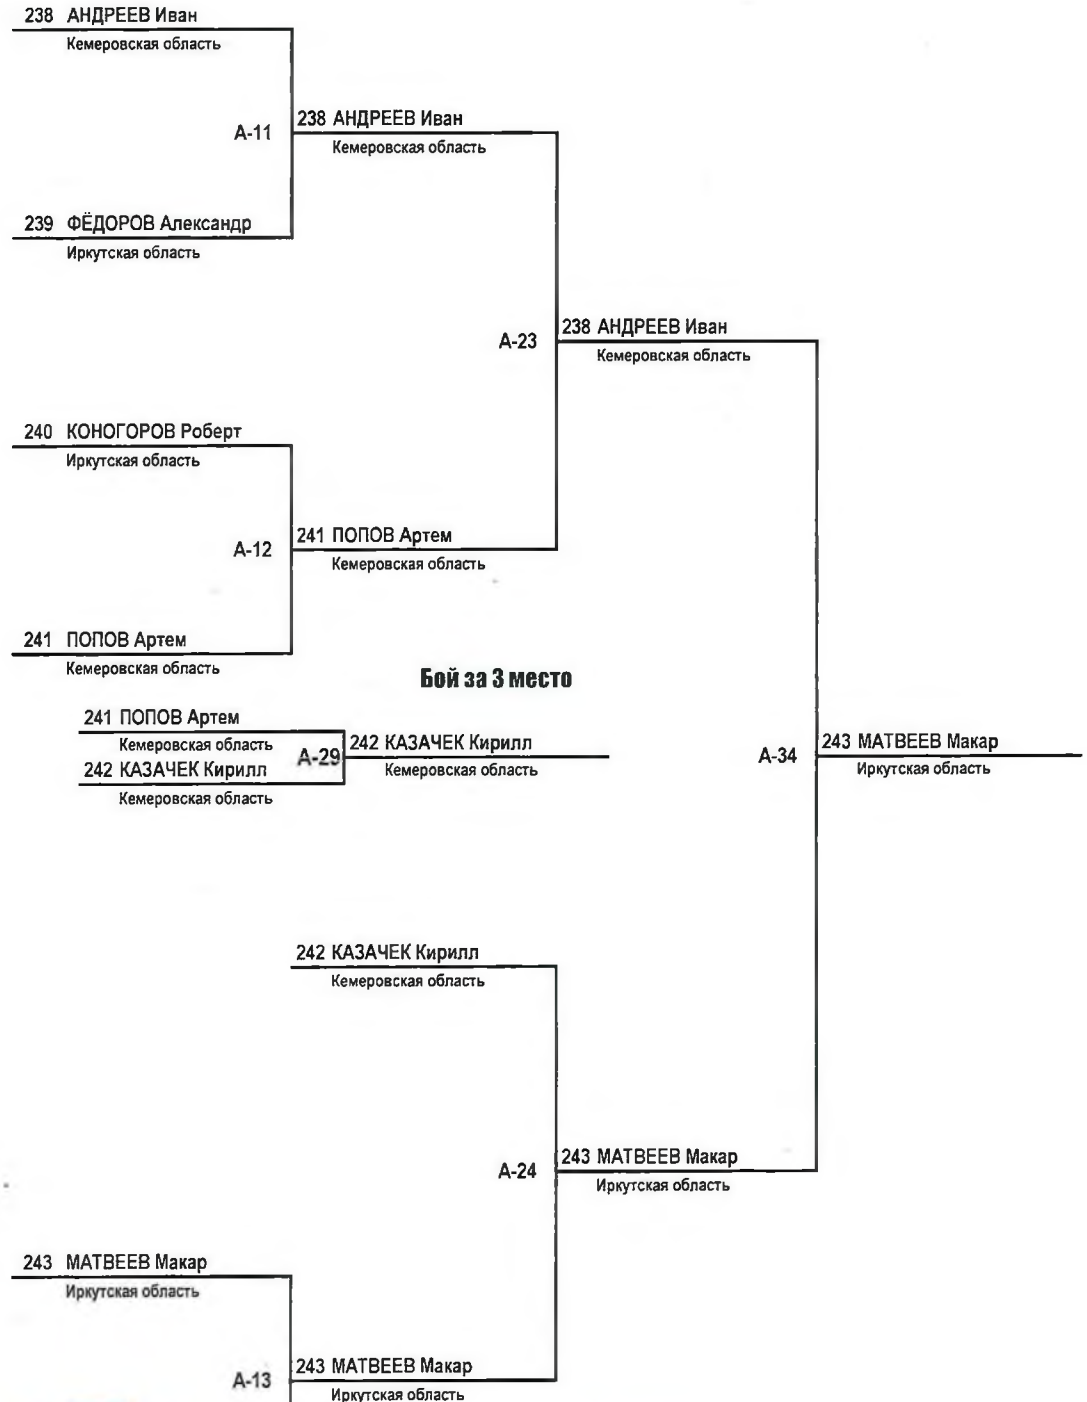 238 АНДРЕЕВ Иван
Кемеровская область
А-11
238 АНДРЕЕВ Иван
Кемеровская область
239 ФЁДОРОВ Александр
Иркутская область
А-23
238 АНДРЕЕВ Иван
Кемеровская область
240 КОНОГОРОВ Роберт
Иркутская область
А-12
241 ПОПОВ Артем
Кемеровская область
241 ПОПОВ Артем
Кемеровская область
Бой за 3 место
241 ПОПОВ Артем
Кемеровская область
242 КАЗАЧЕК Кирилл
Кемеровская область
А-29
242 КАЗАЧЕК Кирилл
Кемеровская область
А-34
243 МАТВЕЕВ Макар
Иркутская область
242 КАЗАЧЕК Кирилл
Кемеровская область
А-24
243 МАТВЕЕВ Макар
Иркутская область
243 МАТВЕЕВ Макар
Иркутская область
А-13
243 МАТВЕЕВ Макар
Иркутская область